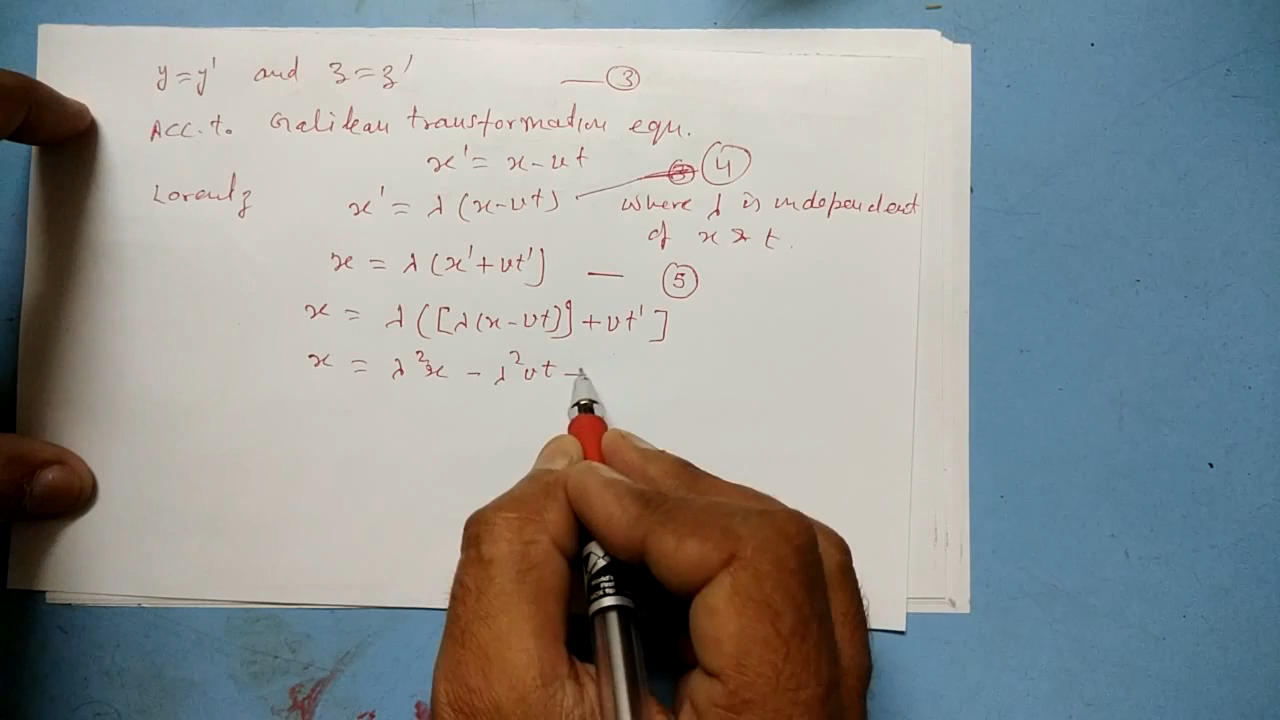 y = y' and z = z' — ③
Acc. to Galilean transformation equ.
x' = x - vt
Lorentz x' = λ (x - vt) ④ where λ is independent
of x & t.
x = λ (x' + vt') — ⑤
x = λ ([λ(x - vt)] + vt']
x = λ²x - λ²vt -